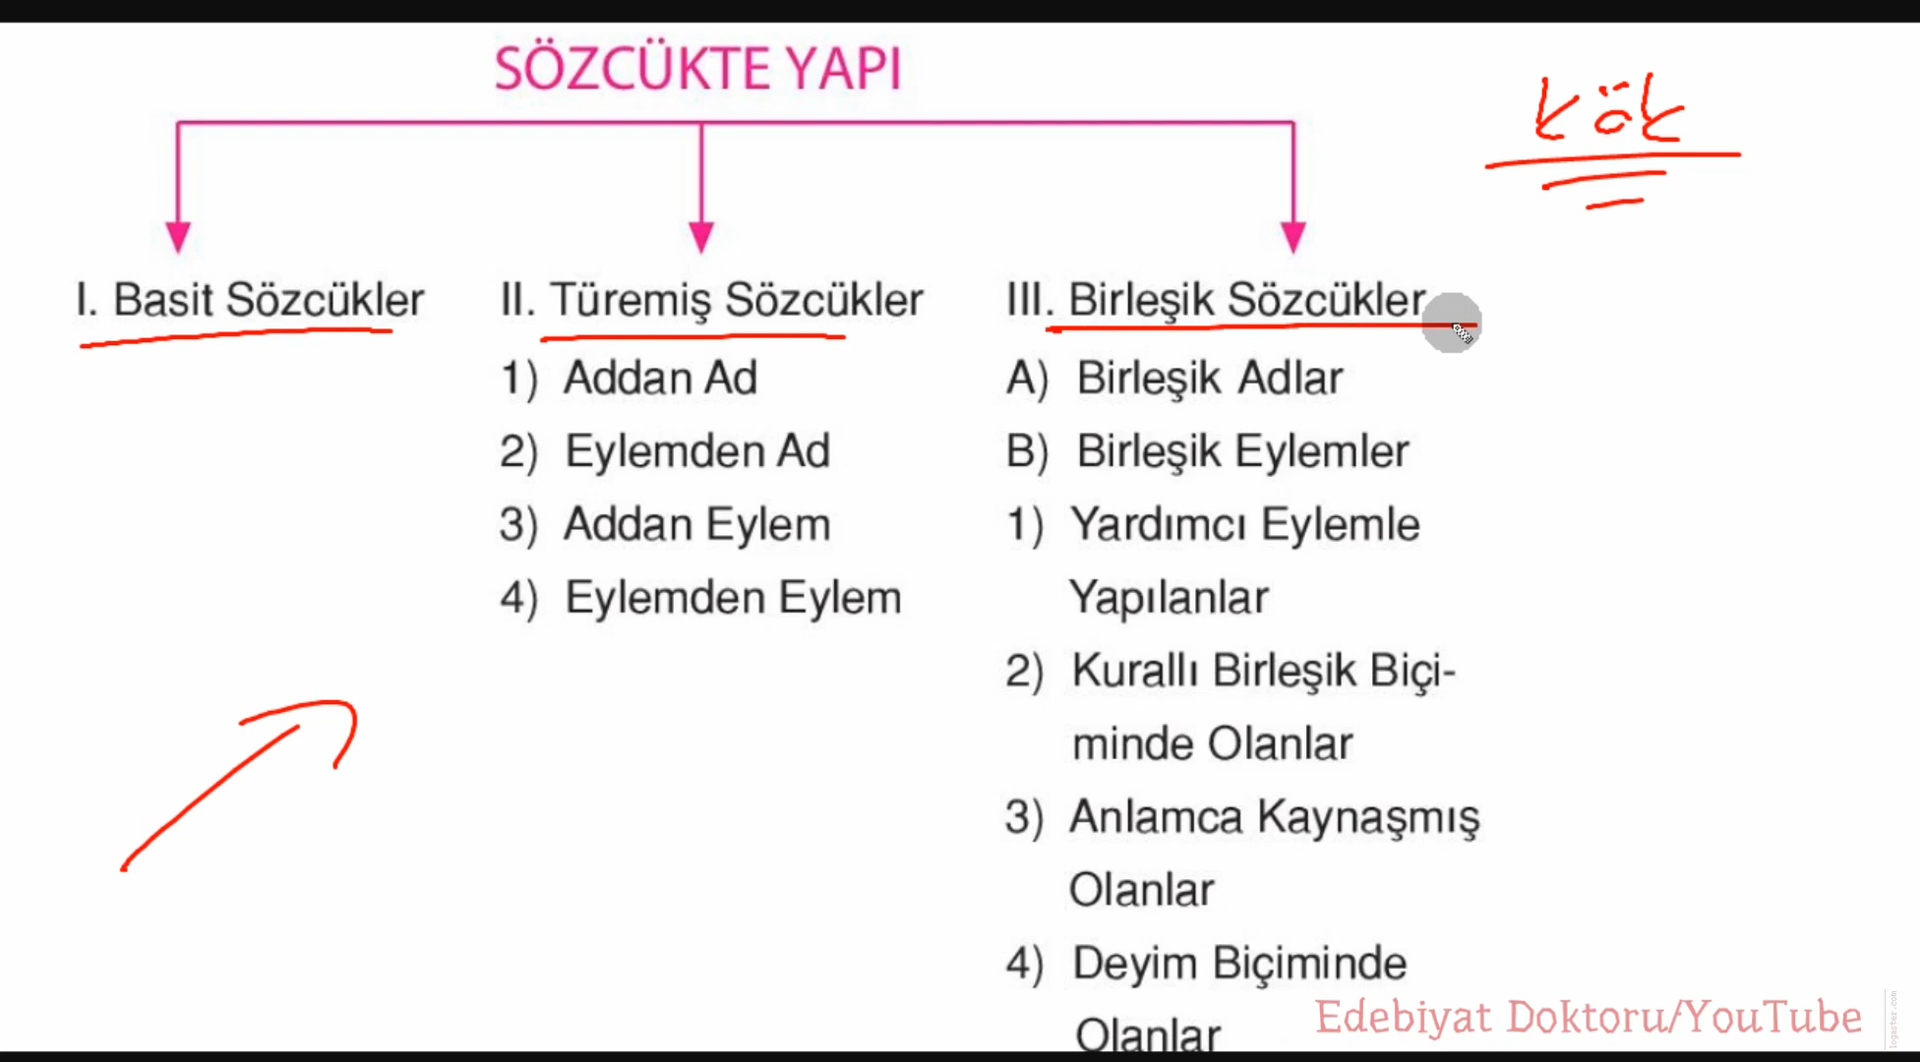 SÖZCÜKTE YAPI
kök
I. Basit Sözcükler
II. Türemiş Sözcükler
1) Addan Ad
2) Eylemden Ad
3) Addan Eylem
4) Eylemden Eylem
III. Birleşik Sözcükler
A) Birleşik Adlar
B) Birleşik Eylemler
1) Yardımcı Eylemle
Yapılanlar
2) Kurallı Birleşik Biçi-
minde Olanlar
3) Anlamca Kaynaşmış
Olanlar
4) Deyim Biçiminde
Olanlar
Edebiyat Doktoru/YouTube
logaster.com